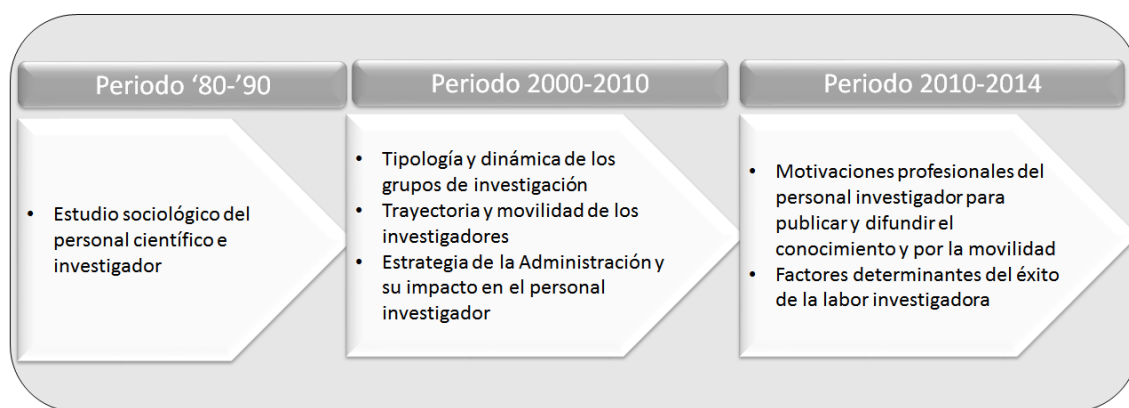 Periodo ‘80-’90
• Estudio sociológico del
personal científico e
investigador
Periodo 2000-2010
• Tipología y dinámica de los
grupos de investigación
• Trayectoria y movilidad de los
investigadores
• Estrategia de la Administración y
su impacto en el personal
investigador
Periodo 2010-2014
• Motivaciones profesionales del
personal investigador para
publicar y difundir el
conocimiento y por la movilidad
• Factores determinantes del éxito
de la labor investigadora